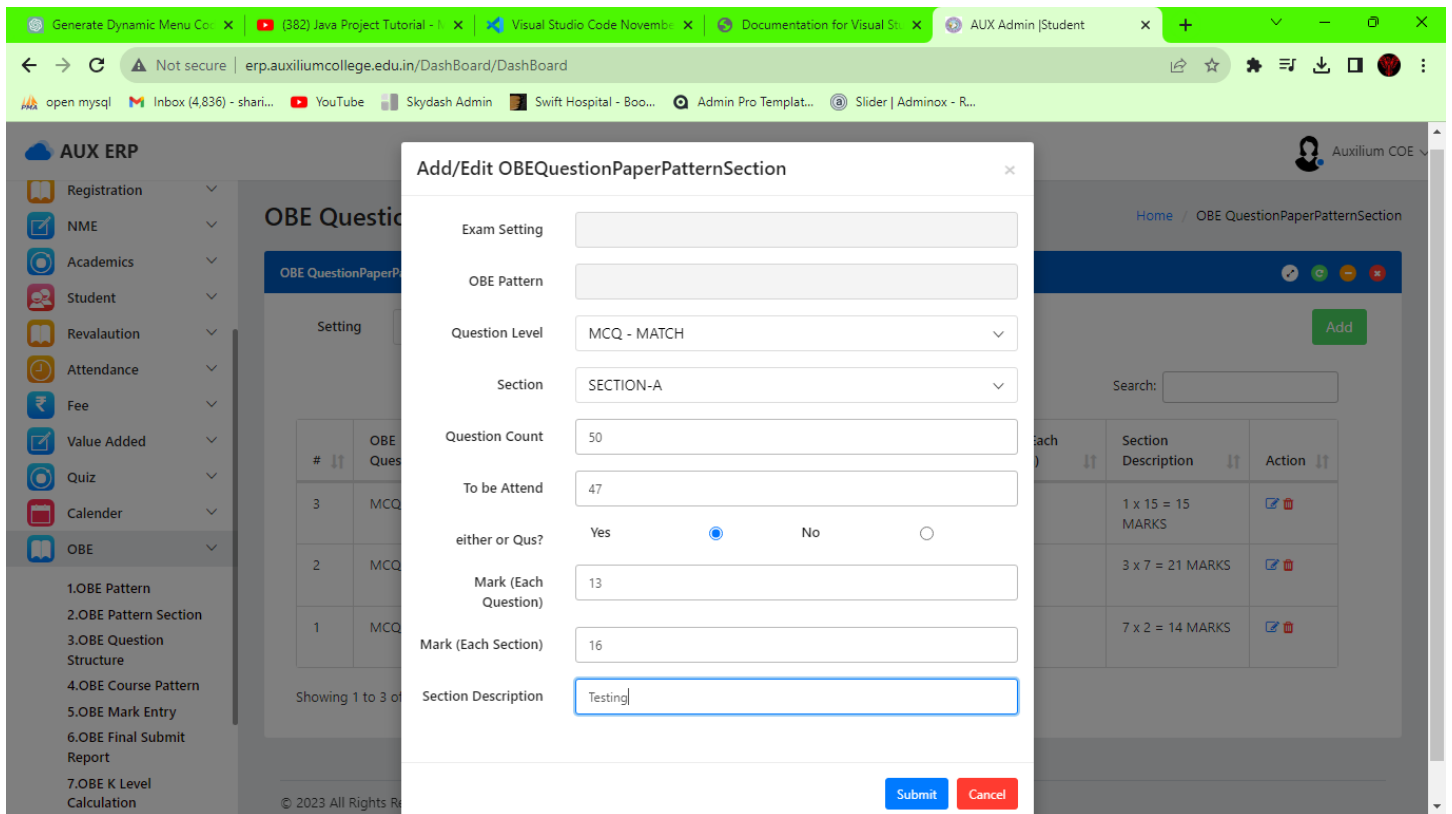 Generate Dynamic Menu Coc
(382) Java Project Tutorial - N
Visual Studio Code Novembe
Documentation for Visual Stu
AUX Admin |Student
Not secure | erp.auxiliumcollege.edu.in/DashBoard/DashBoard
open mysql
Inbox (4,836) - shari...
YouTube
Skydash Admin
Swift Hospital - Boo...
Admin Pro Templat...
Slider | Adminox - R...
AUX ERP
Auxilium COE
Registration
NME
Academics
Student
Revalaution
Attendance
Fee
Value Added
Quiz
Calender
OBE
1.OBE Pattern
2.OBE Pattern Section
3.OBE Question
Structure
4.OBE Course Pattern
5.OBE Mark Entry
6.OBE Final Submit
Report
7.OBE K Level
Calculation
OBE Questio
Home / OBE QuestionPaperPatternSection
OBE QuestionPaperPa
Setting
Add
Search:
#
OBE
Ques
Each
)
Section
Description
Action
3 MCQ 1 x 15 = 15
MARKS
2 MCQ 3 x 7 = 21 MARKS
1 MCQ 7 x 2 = 14 MARKS
Showing 1 to 3 of
© 2023 All Rights Re
Add/Edit OBEQuestionPaperPatternSection ×
Exam Setting
OBE Pattern
Question Level MCQ - MATCH
Section SECTION-A
Question Count 50
To be Attend 47
either or Qus? Yes No
Mark (Each
Question) 13
Mark (Each Section) 16
Section Description Testing
Submit Cancel